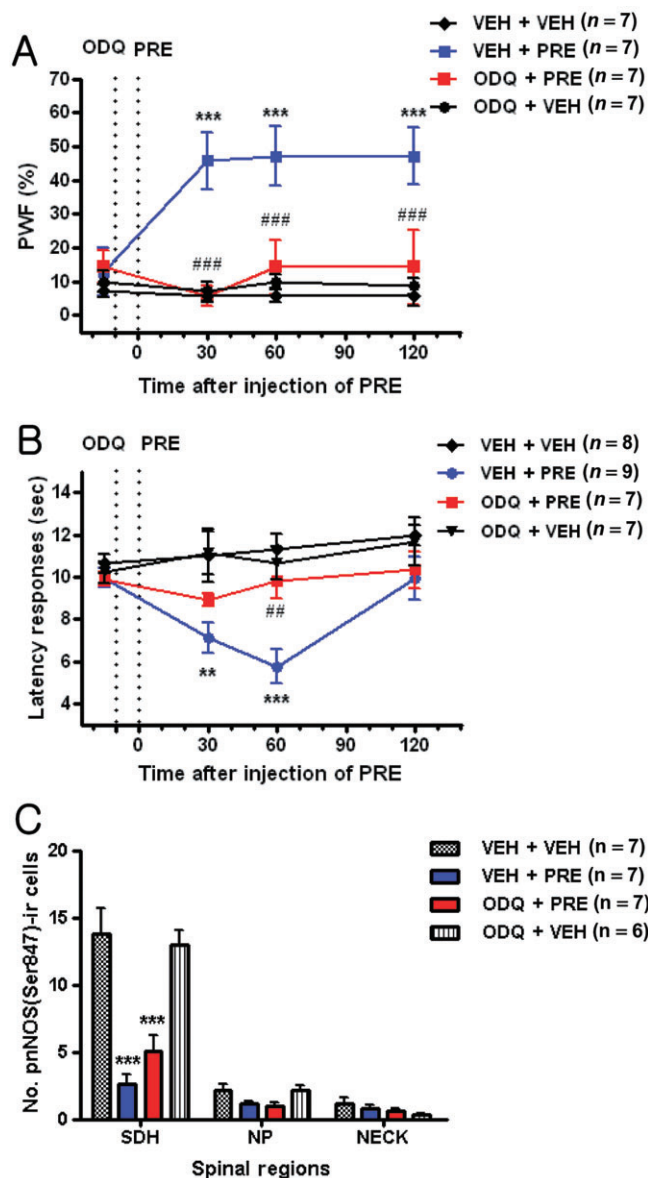 A
ODQ PRE
VEH + VEH (n = 7)
VEH + PRE (n = 7)
ODQ + PRE (n = 7)
ODQ + VEH (n = 7)
PWF (%)
70
60
50
40
30
20
10
0
*** *** ***
### ### ###
0 30 60 90 120
Time after injection of PRE
B
ODQ PRE
VEH + VEH (n = 8)
VEH + PRE (n = 9)
ODQ + PRE (n = 7)
ODQ + VEH (n = 7)
Latency responses (sec)
14
12
10
8
6
4
##
**
***
0 30 60 90 120
Time after injection of PRE
C
VEH + VEH (n = 7)
VEH + PRE (n = 7)
ODQ + PRE (n = 7)
ODQ + VEH (n = 6)
No. pnNOS(Ser847)-ir cells
20
15
10
5
0
***
***
SDH NP NECK
Spinal regions